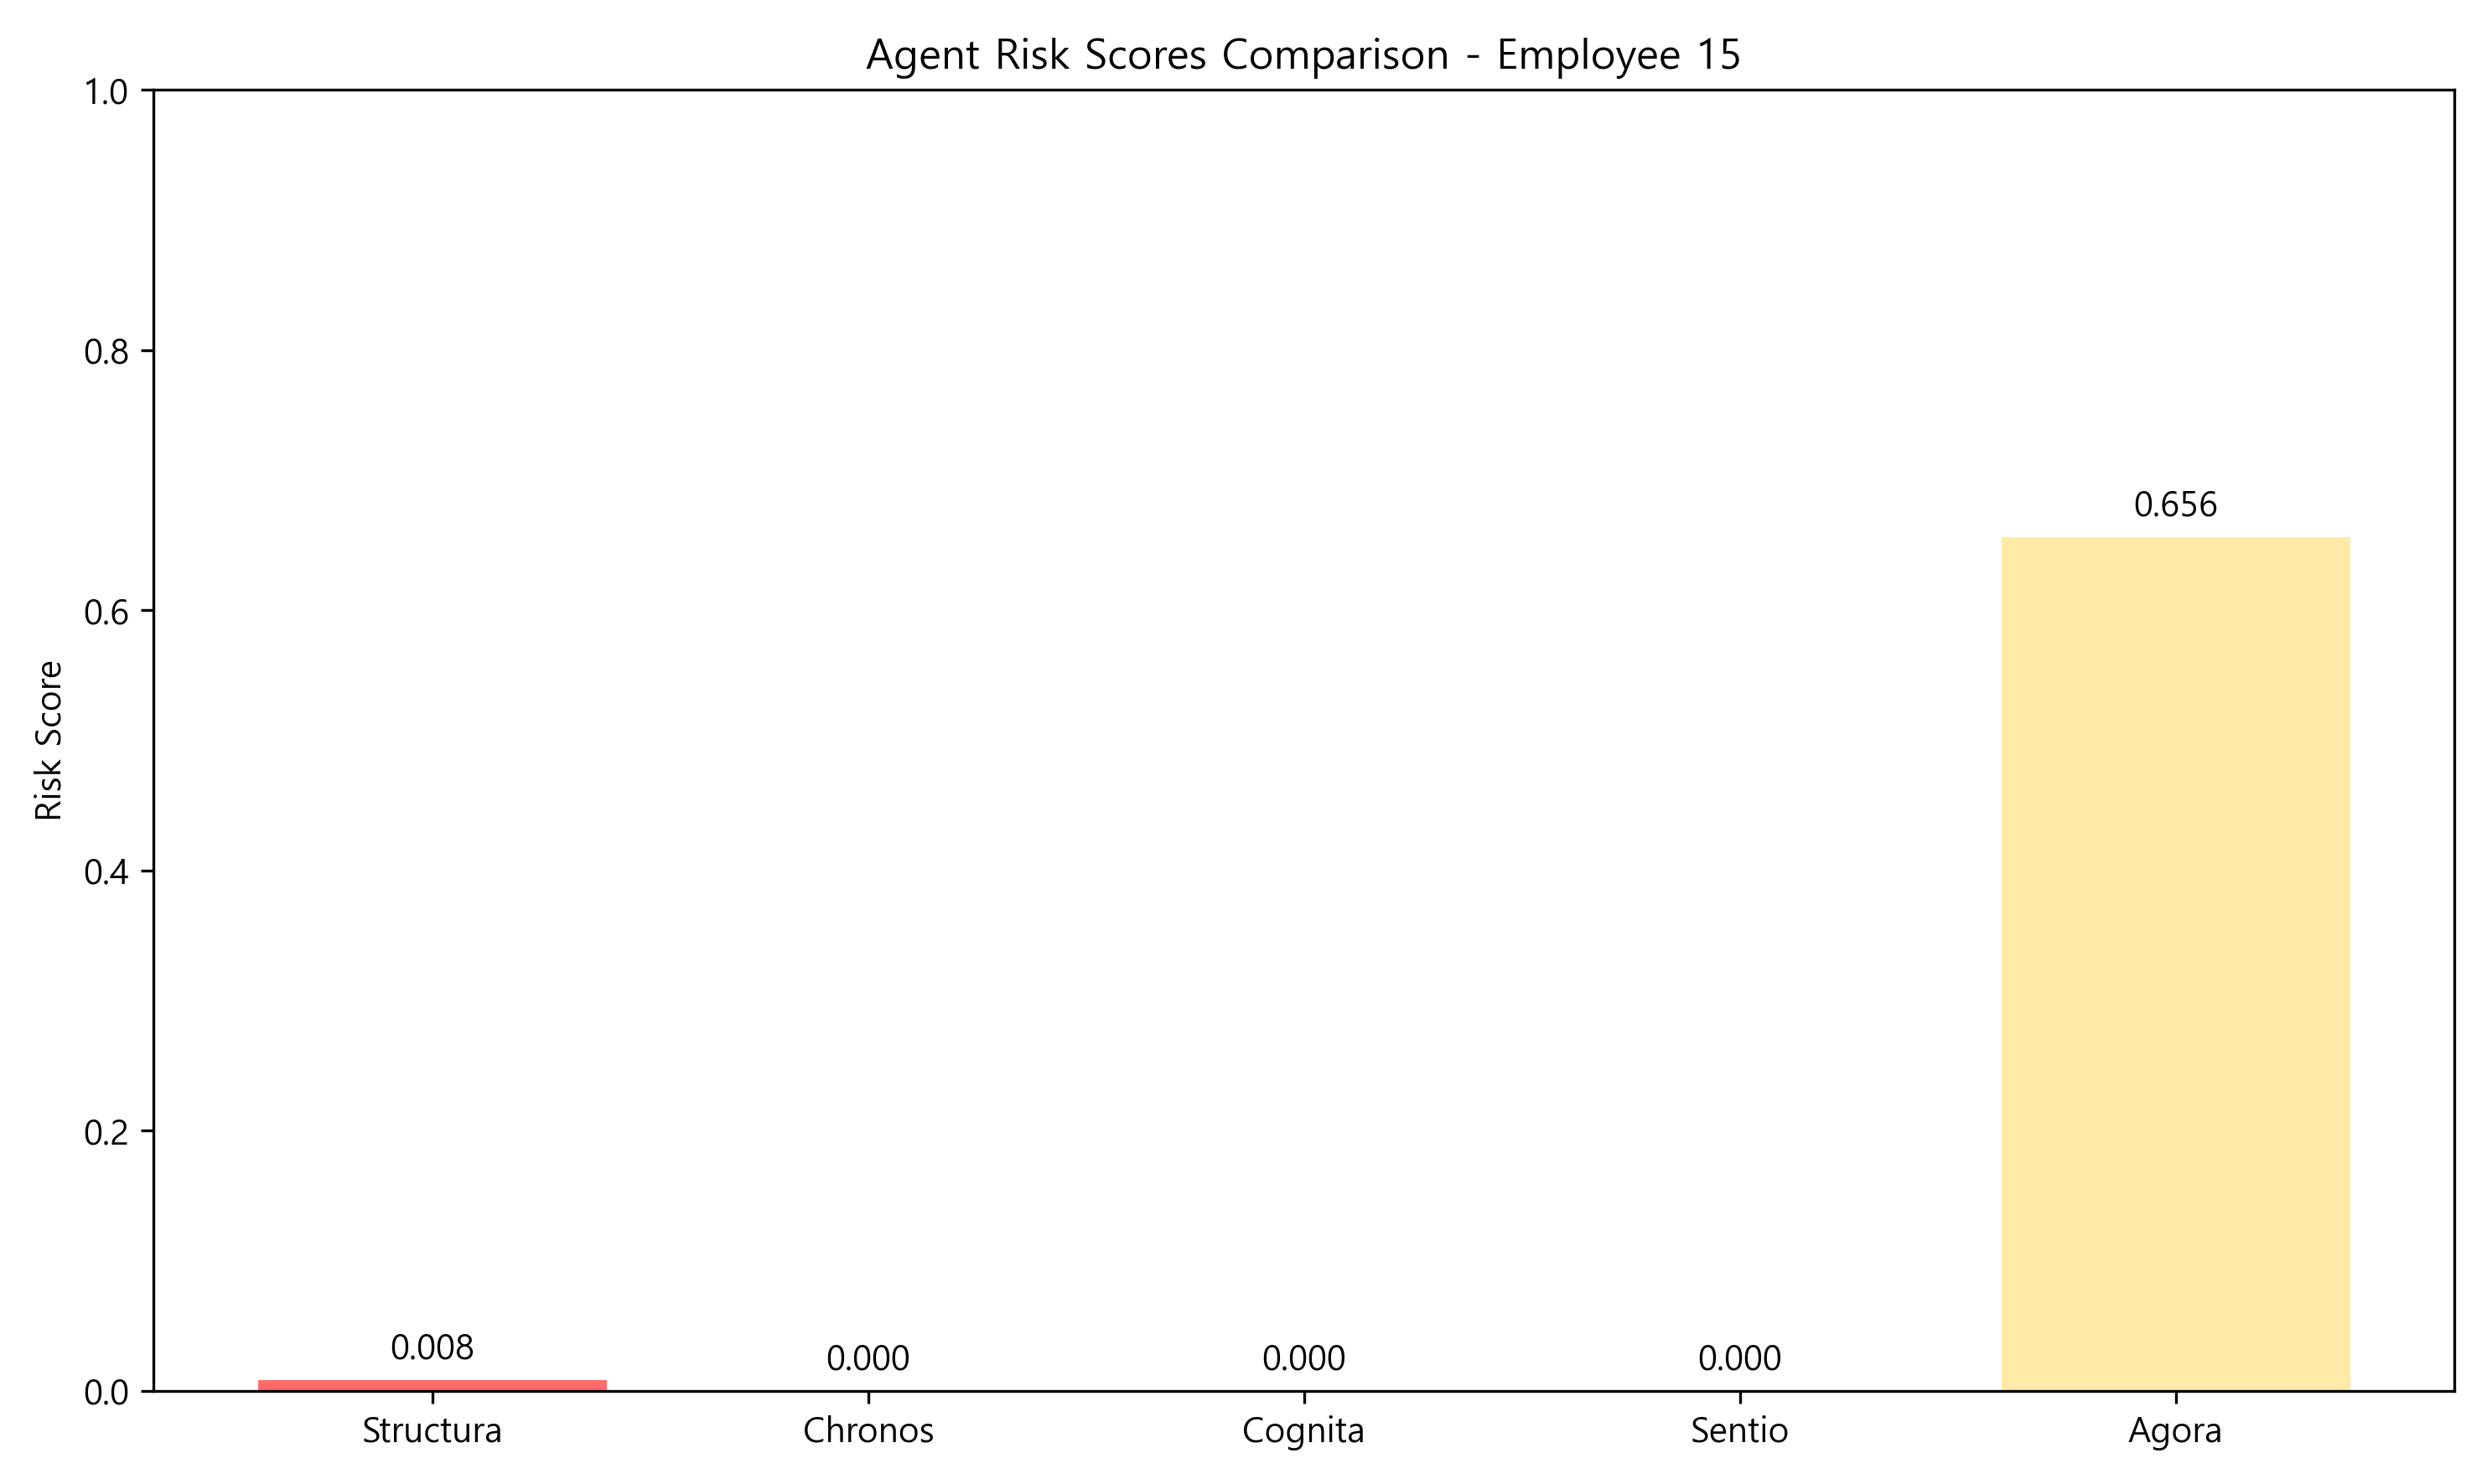 Agent Risk Scores Comparison - Employee 15
1.0
0.8
0.6
0.4
0.2
0.0
Risk Score
0.008
0.000
0.000
0.000
0.656
Structura
Chronos
Cognita
Sentio
Agora